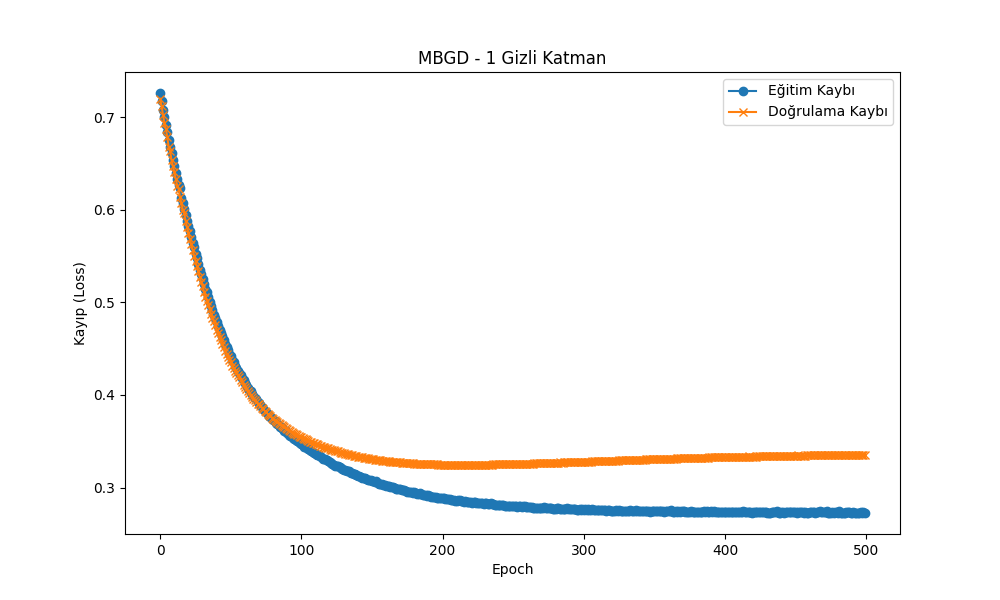 MBGD - 1 Gizli Katman
Eğitim Kaybı
Doğrulama Kaybı
Kayıp (Loss)
0.7
0.6
0.5
0.4
0.3
0 100 200 300 400 500
Epoch